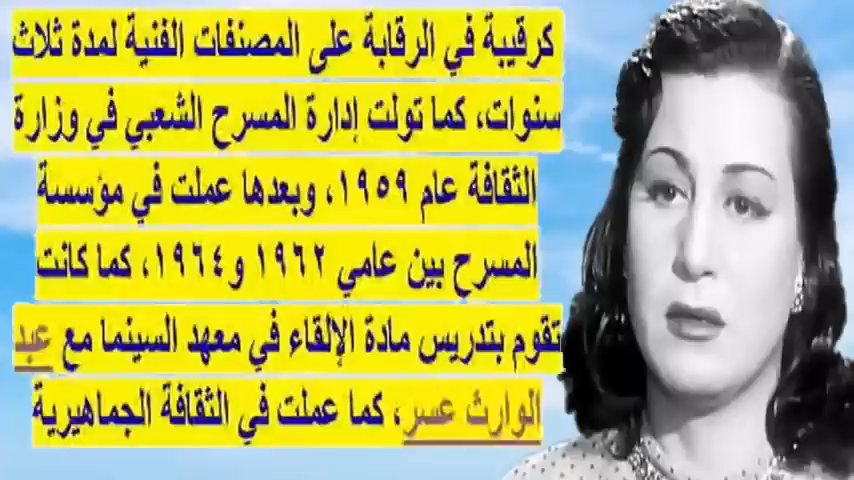 كرقيبة في الرقابة على المصنفات الفنية لمدة ثلاث
سنوات، كما تولت إدارة المسرح الشعبي في وزارة
الثقافة عام ١٩٥٩، وبعدها عملت في مؤسسة
المسرح بين عامي ١٩٦٢ و١٩٦٤، كما كانت
تقوم بتدريس مادة الإلقاء في معهد السينما مع عبد
الوارث عسر، كما عملت في الثقافة الجماهيرية